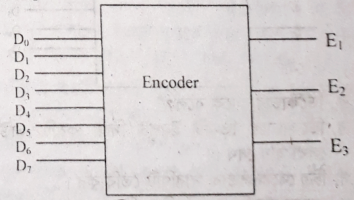 D₀
D₁
D₂
D₃
D₄
D₅
D₆
D₇
Encoder
E₁
E₂
E₃